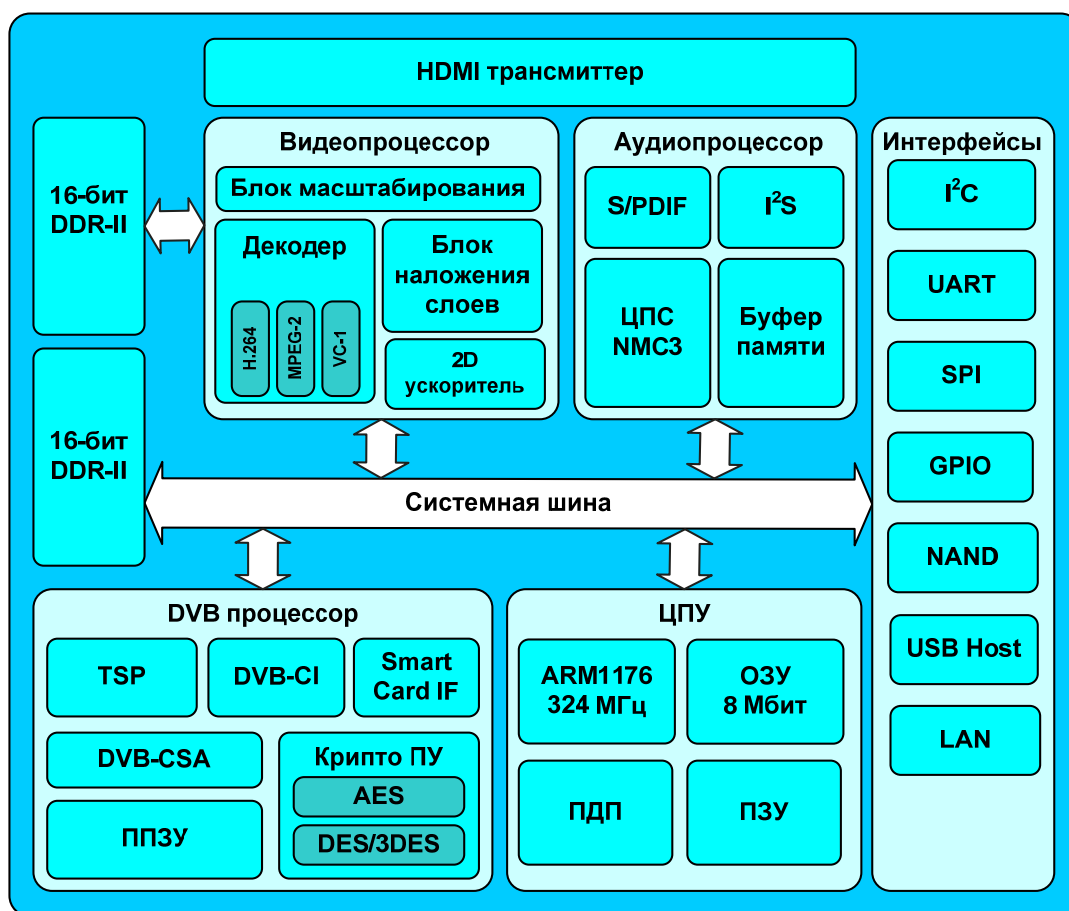 HDMI трансмиттер
16-бит
DDR-II
16-бит
DDR-II
Видеопроцессор
Блок масштабирования
Декодер
H.264
MPEG-2
VC-1
Блок
наложения
слоев
2D
ускоритель
Аудиопроцессор
S/PDIF
I²S
ЦПС
NMC3
Буфер
памяти
Интерфейсы
I²C
UART
SPI
GPIO
NAND
USB Host
LAN
Системная шина
DVB процессор
TSP
DVB-CI
Smart
Card IF
DVB-CSA
ППЗУ
Крипто ПУ
AES
DES/3DES
ЦПУ
ARM1176
324 МГц
ОЗУ
8 Мбит
ПДП
ПЗУ